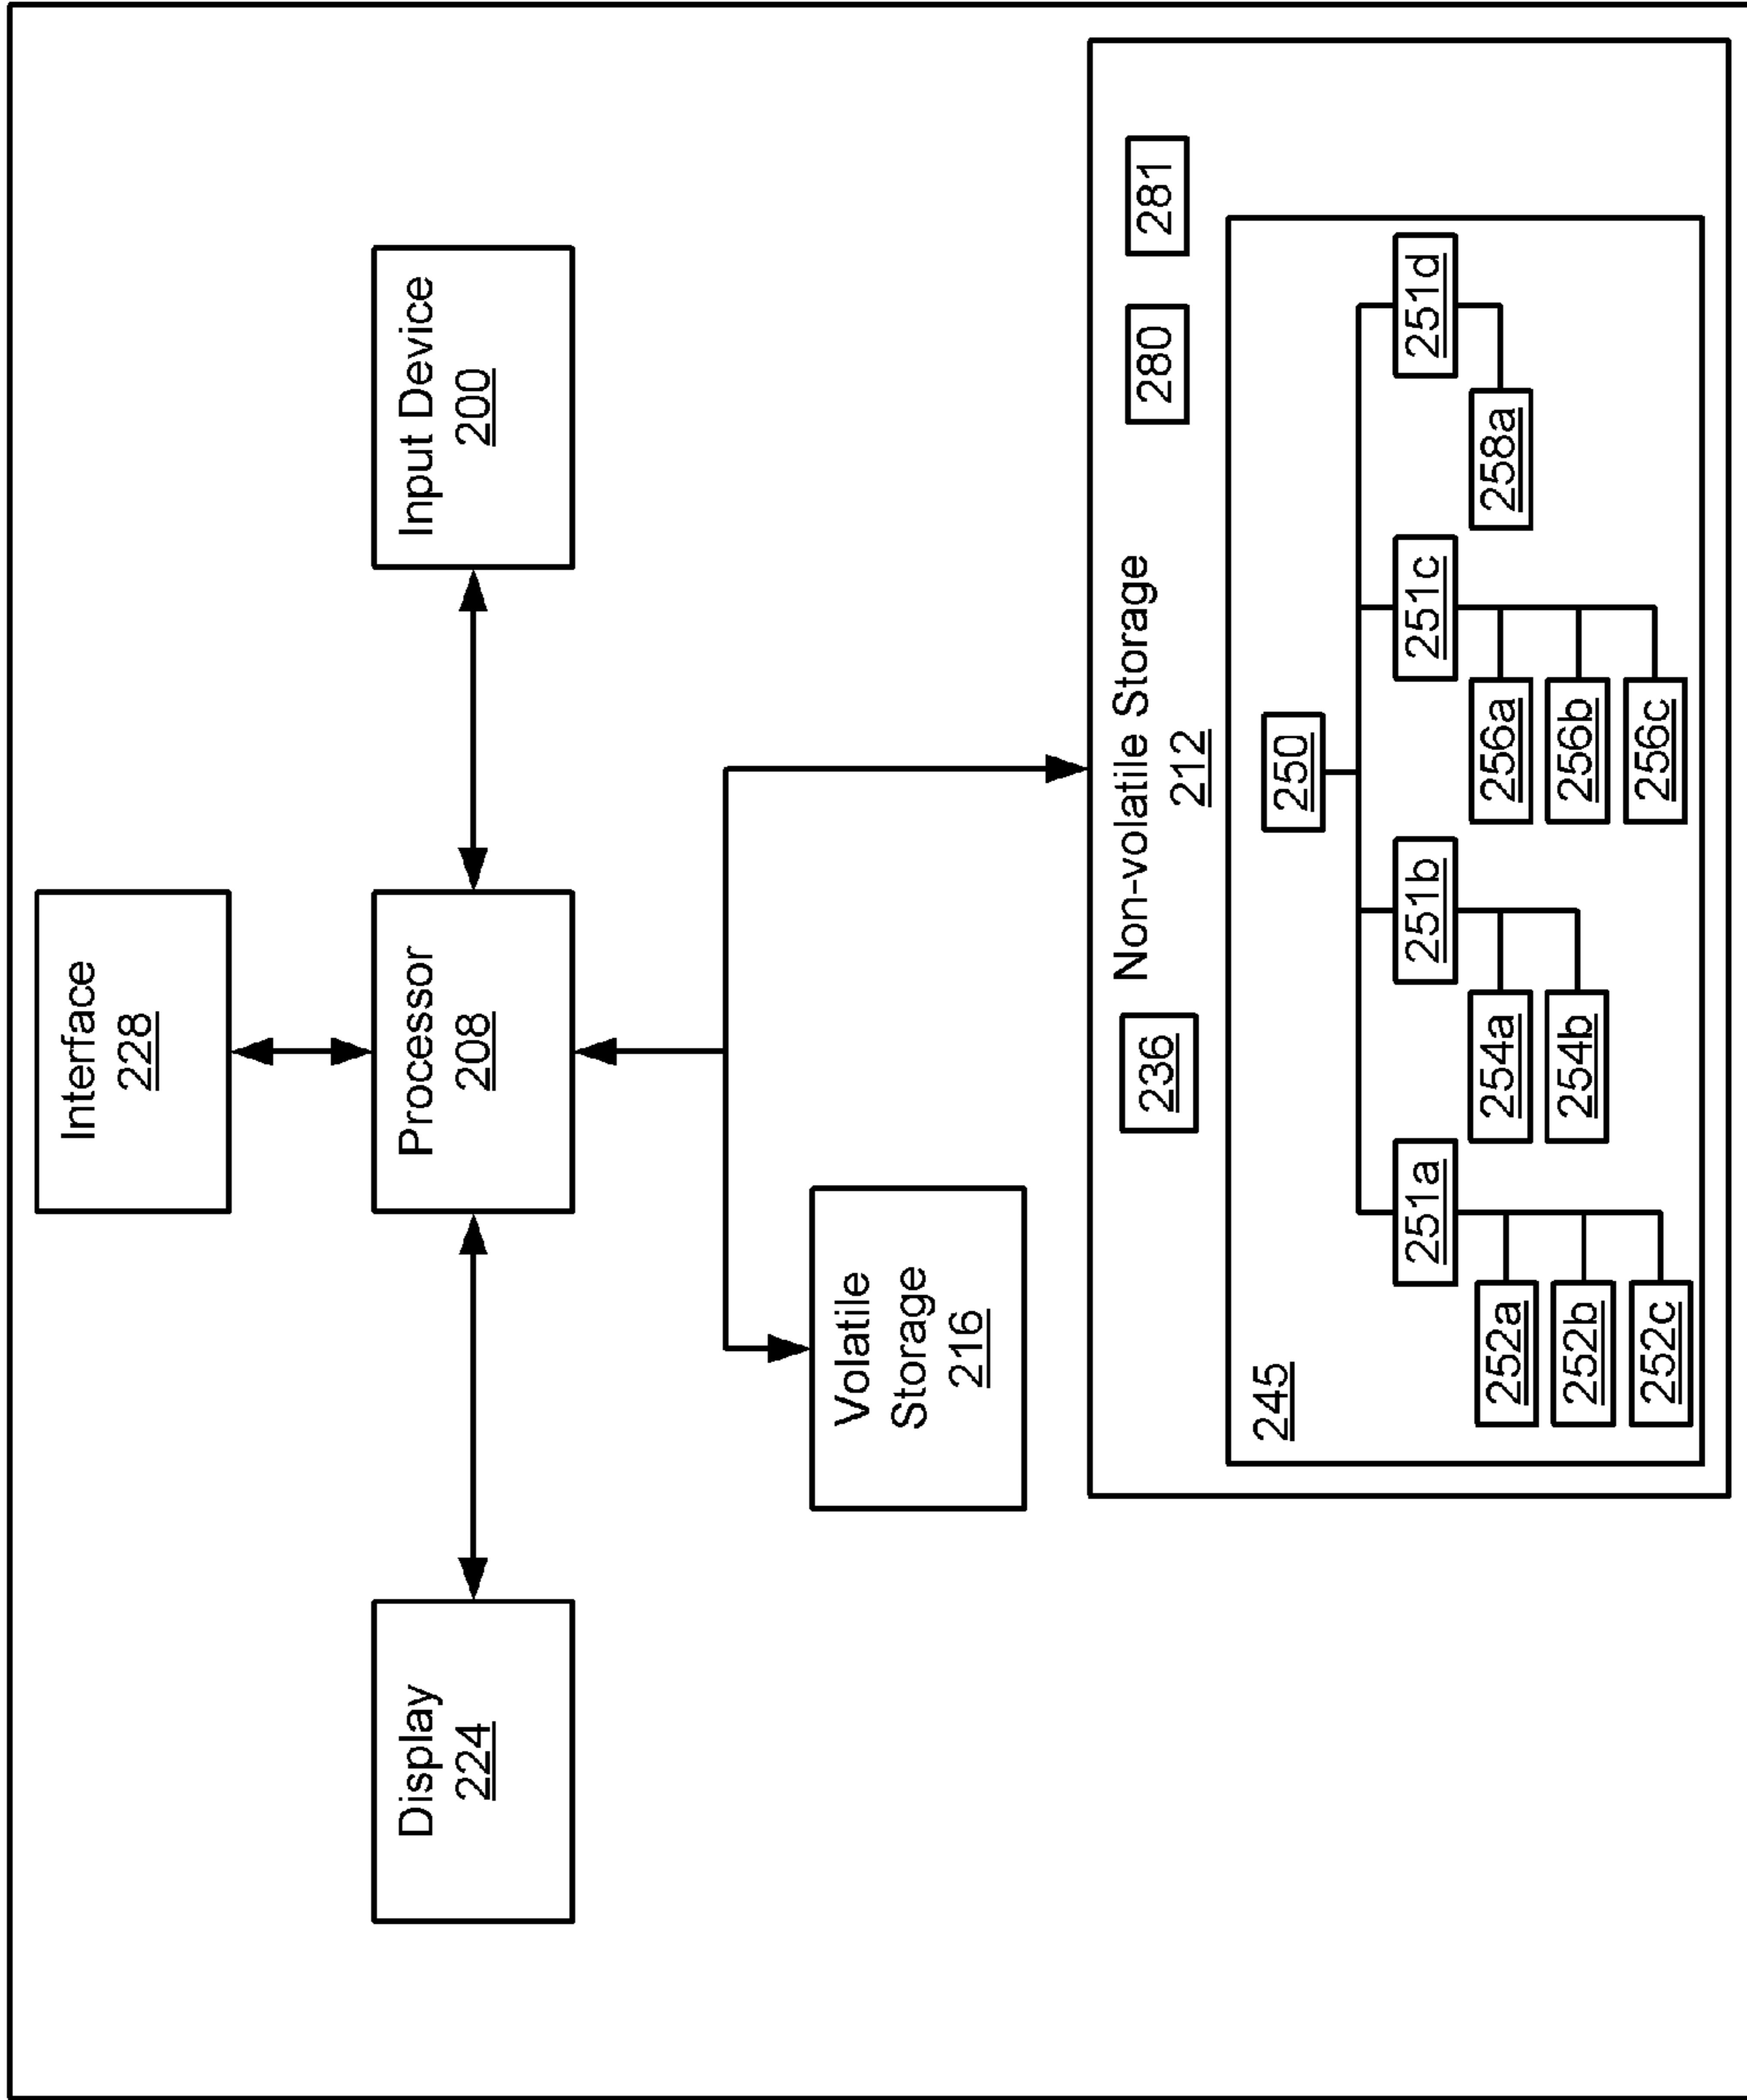 Interface
228
Display
224
Processor
208
Input Device
200
Volatile
Storage
216
Non-volatile Storage
212
236
280
281
245
250
251a
251b
251c
251d
252a
252b
252c
254a
254b
256a
256b
256c
258a